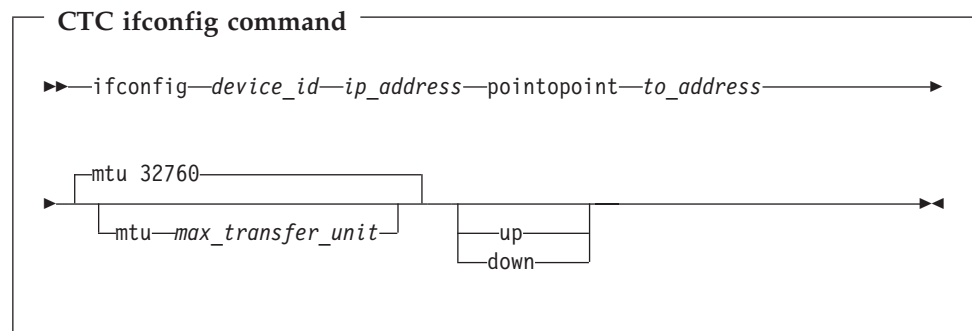 CTC ifconfig command
ifconfig device_id ip_address pointopoint to_address
mtu 32760
mtu max_transfer_unit
up
down